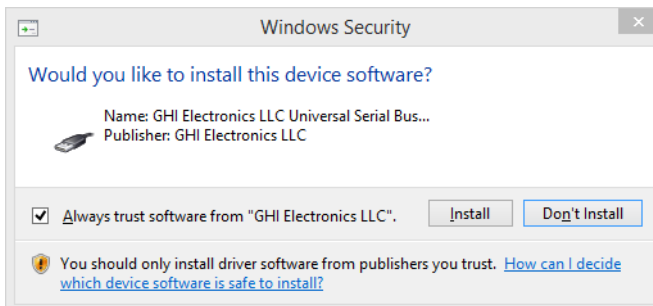 Windows Security
Would you like to install this device software?
Name: GHI Electronics LLC Universal Serial Bus...
Publisher: GHI Electronics LLC
Always trust software from "GHI Electronics LLC".
Install
Don't Install
You should only install driver software from publishers you trust. How can I decide
which device software is safe to install?